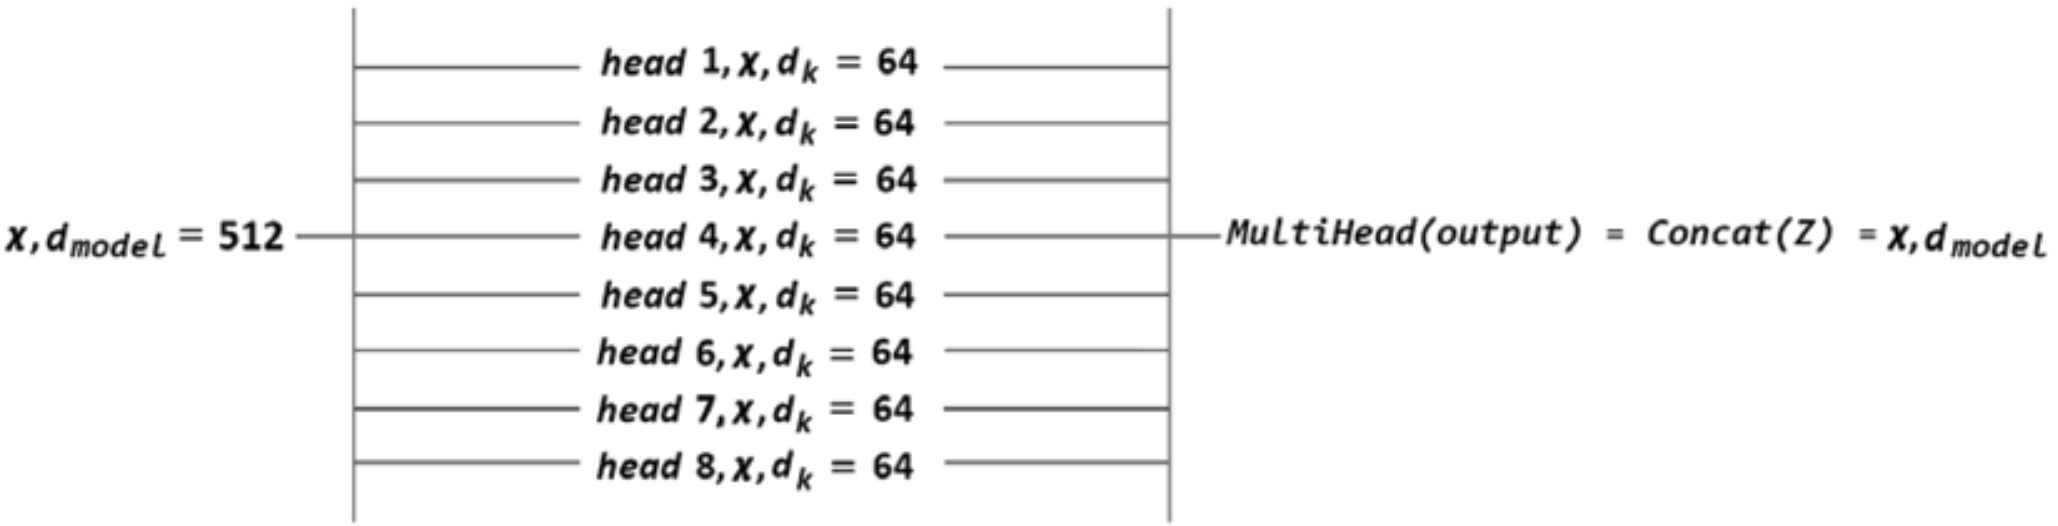 x, d_model = 512
head 1, x, d_k = 64
head 2, x, d_k = 64
head 3, x, d_k = 64
head 4, x, d_k = 64
head 5, x, d_k = 64
head 6, x, d_k = 64
head 7, x, d_k = 64
head 8, x, d_k = 64
MultiHead(output) = Concat(Z) = x, d_model